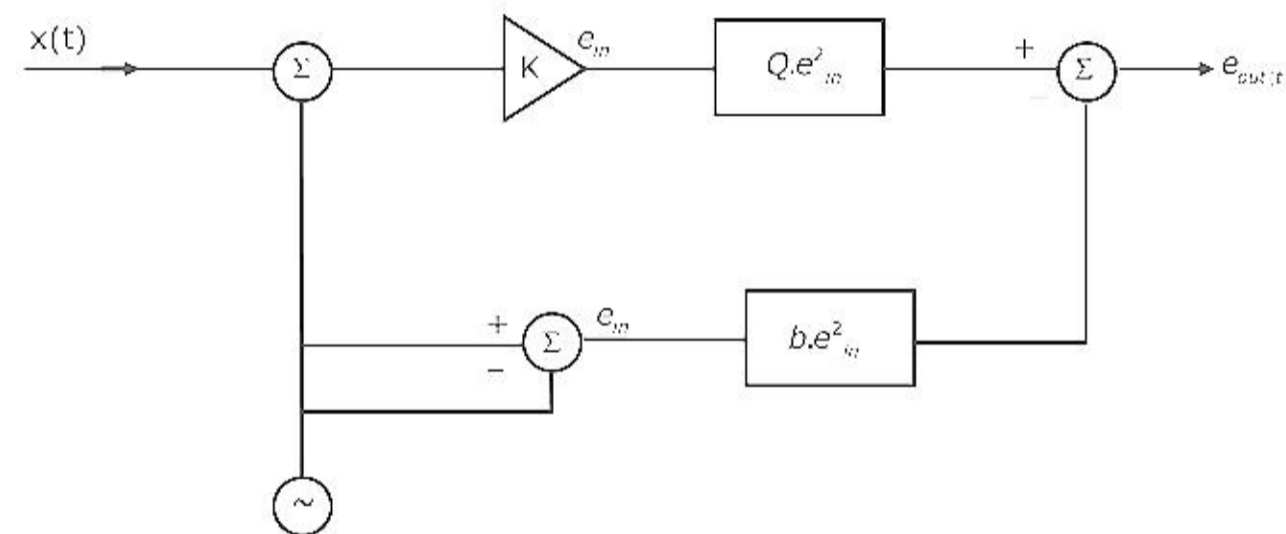 x(t)
Σ
K
e_in
Q.e²_in
+
−
Σ
e_out(t
+
−
Σ
e_in
b.e²_in
~